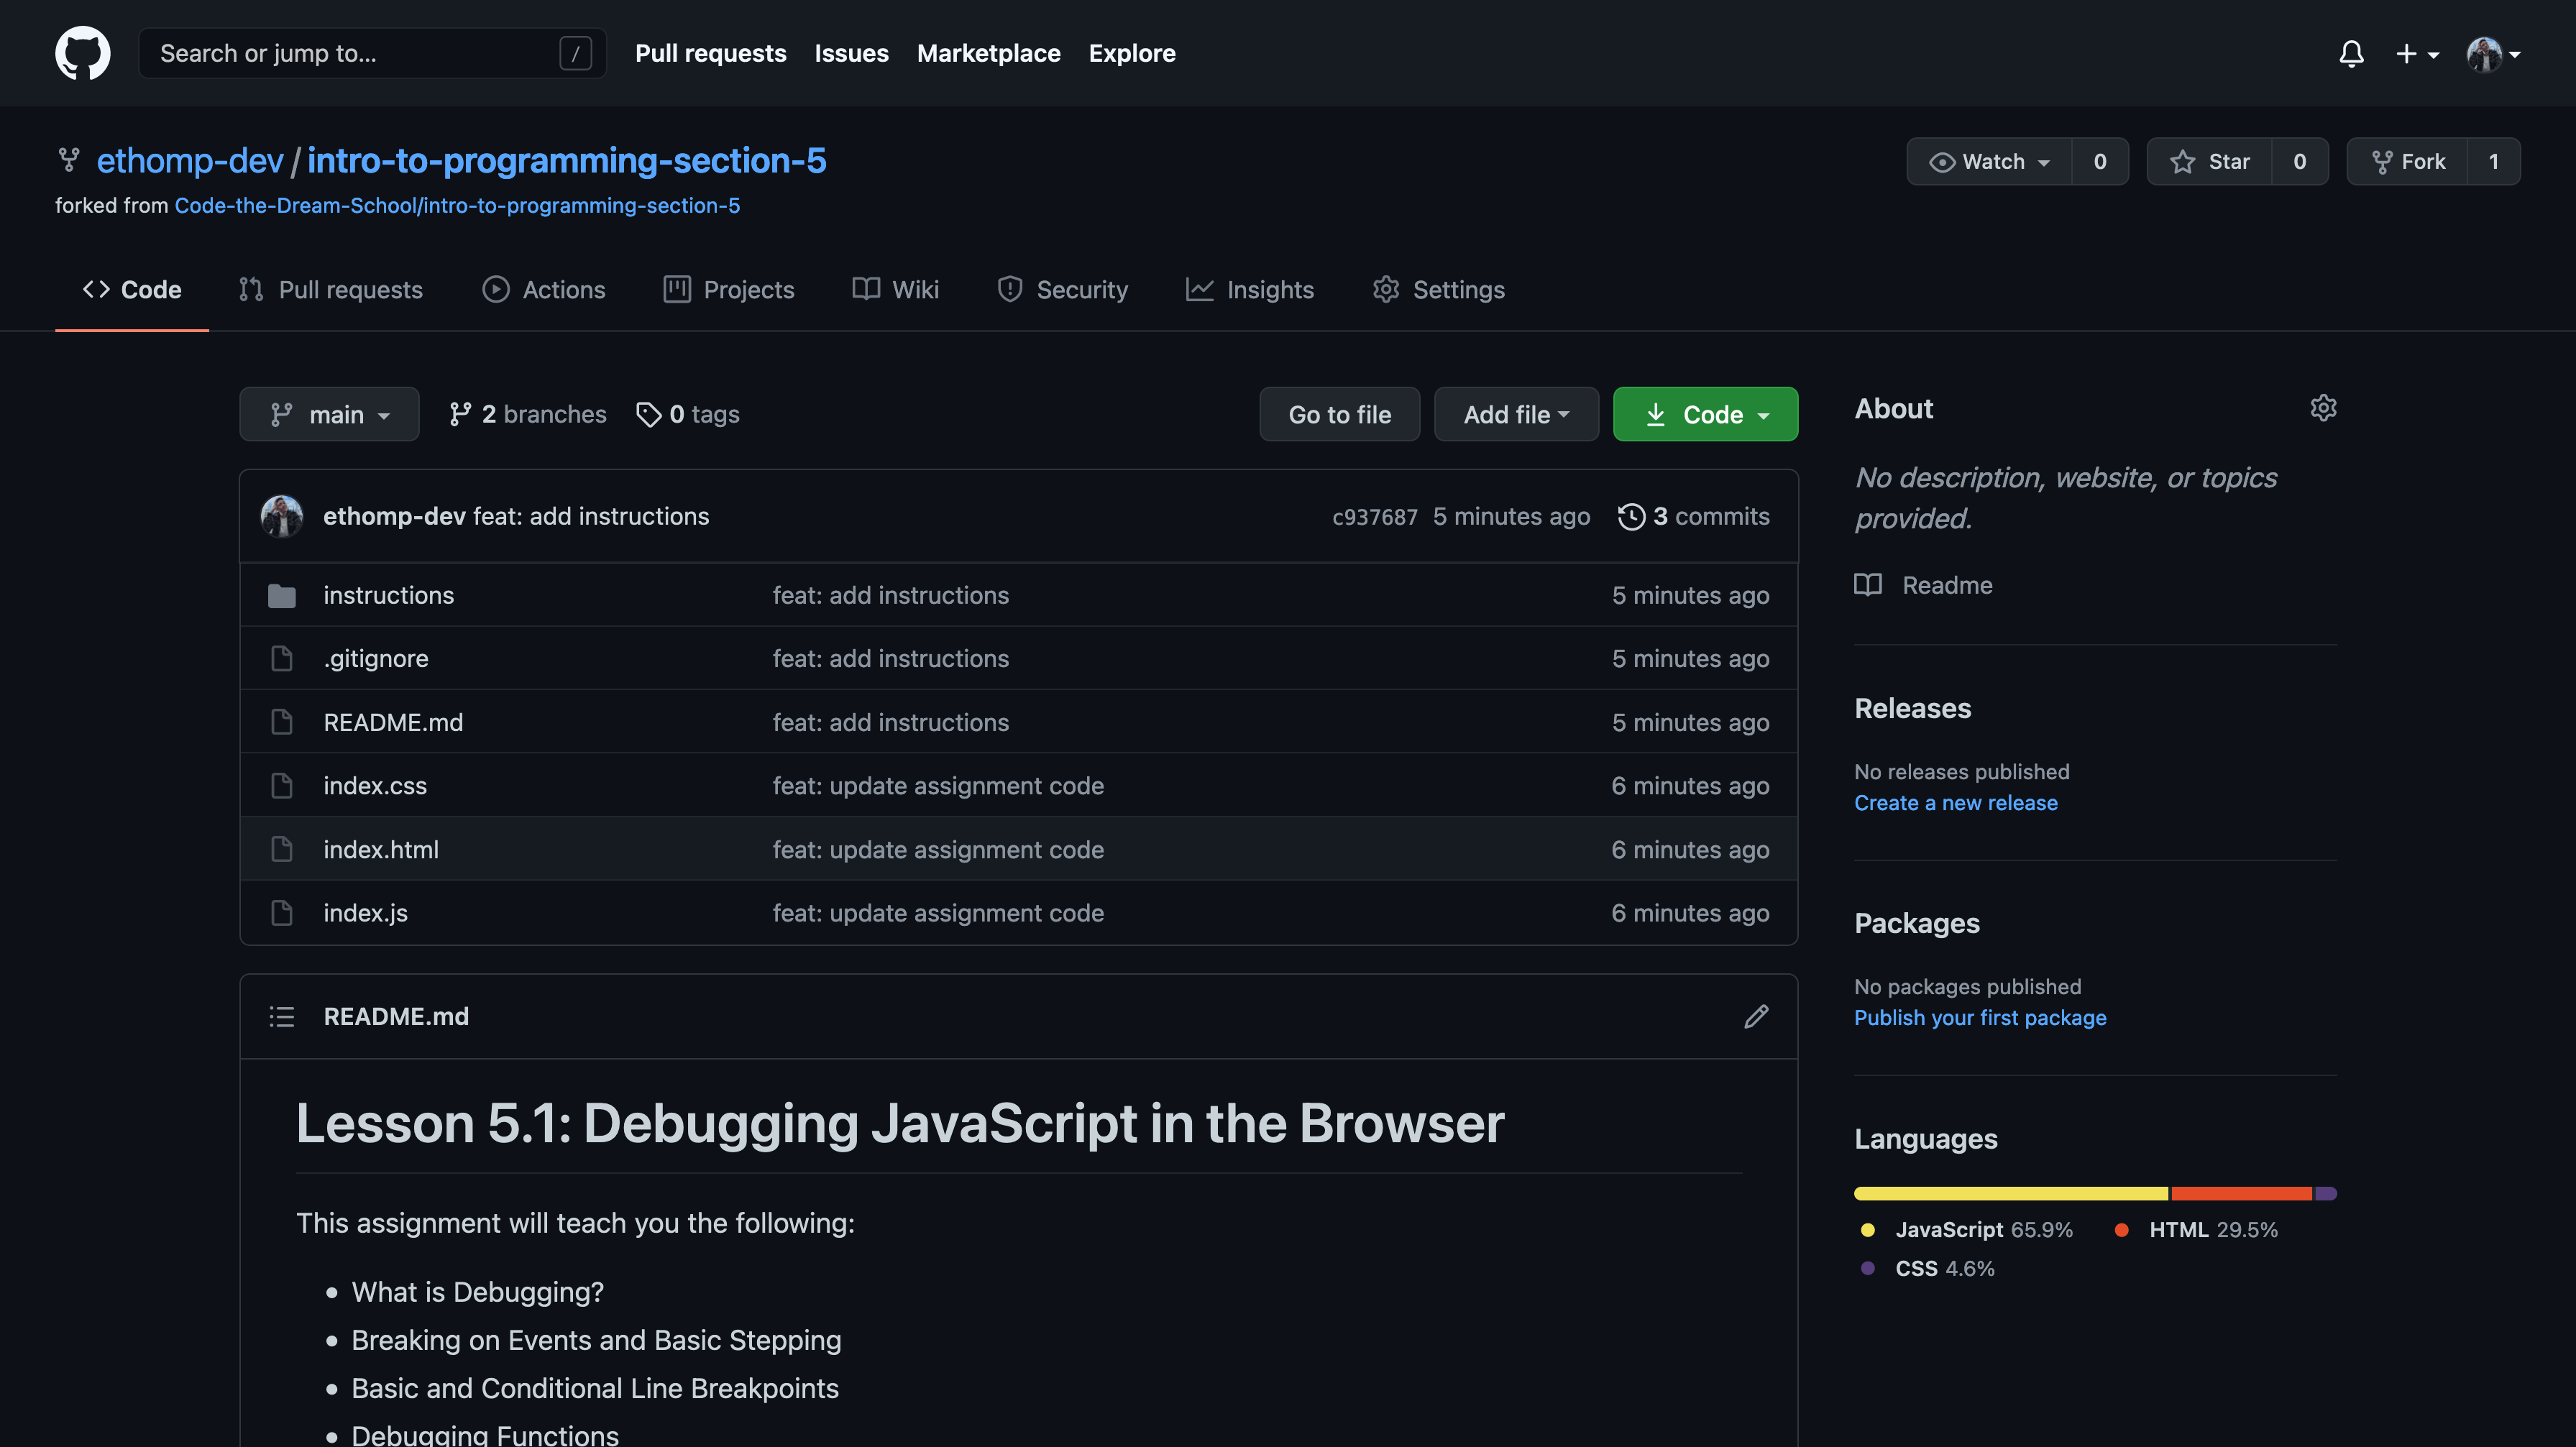 Search or jump to... /
Pull requests Issues Marketplace Explore
ethomp-dev / intro-to-programming-section-5
Watch 0 Star 0 Fork 1
forked from Code-the-Dream-School/intro-to-programming-section-5
Code Pull requests Actions Projects Wiki Security Insights Settings
main 2 branches 0 tags Go to file Add file Code
ethomp-dev feat: add instructions c937687 5 minutes ago 3 commits
instructions feat: add instructions 5 minutes ago
.gitignore feat: add instructions 5 minutes ago
README.md feat: add instructions 5 minutes ago
index.css feat: update assignment code 6 minutes ago
index.html feat: update assignment code 6 minutes ago
index.js feat: update assignment code 6 minutes ago
README.md
Lesson 5.1: Debugging JavaScript in the Browser
This assignment will teach you the following:
What is Debugging?
Breaking on Events and Basic Stepping
Basic and Conditional Line Breakpoints
Debugging Functions
About
No description, website, or topics
provided.
Readme
Releases
No releases published
Create a new release
Packages
No packages published
Publish your first package
Languages
JavaScript 65.9% HTML 29.5%
CSS 4.6%